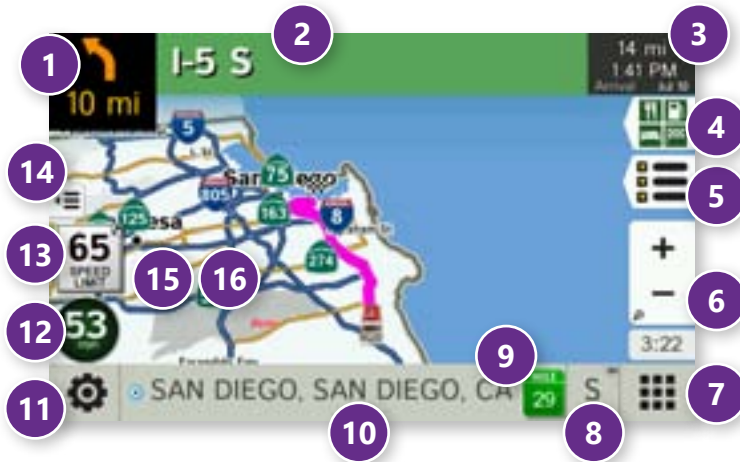 1
2
3
I-5 S
10 mi
14 mi
1:41 PM
Arrival
4
5
14
San Diego
75
805
163
8
125
esa
5
274
13
65
SPEED
LIMIT
15
16
12
53
6
+
−
3:22
9
11
SAN DIEGO, SAN DIEGO, CA
MILE
29
S
7
10
8